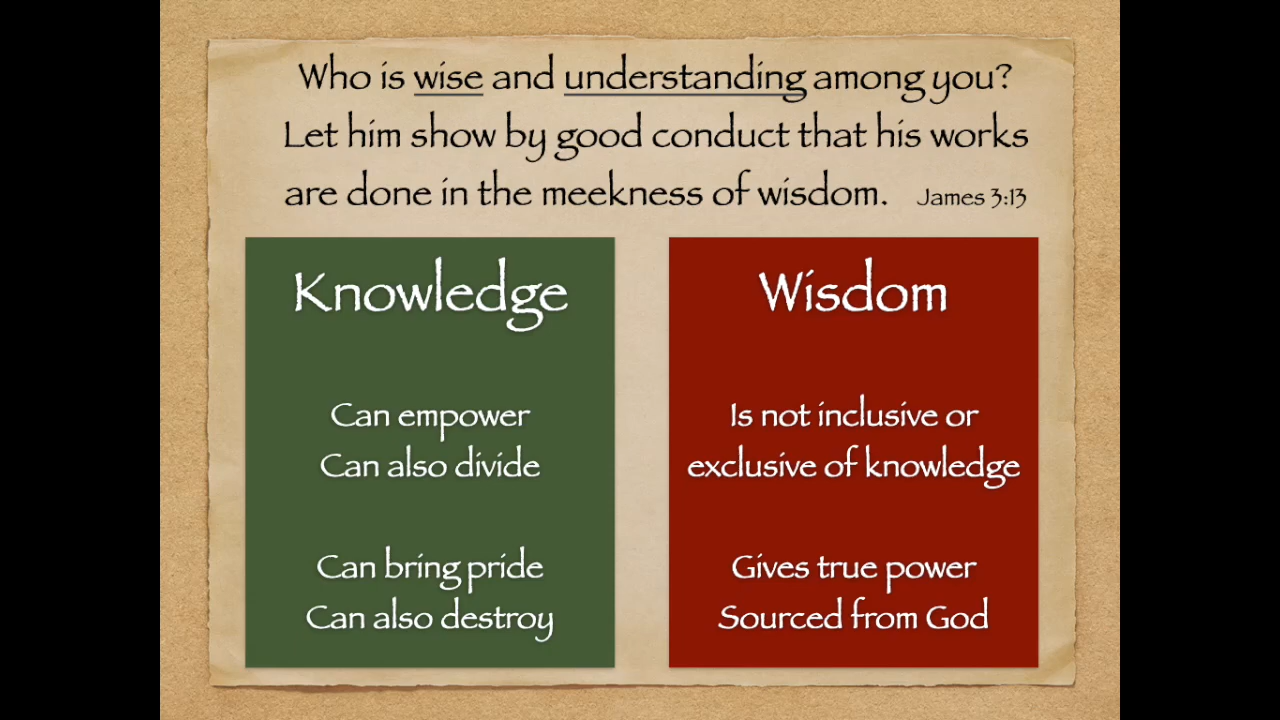 Who is wise and understanding among you?
Let him show by good conduct that his works
are done in the meekness of wisdom. James 3:13
Knowledge
Can empower
Can also divide
Can bring pride
Can also destroy
Wisdom
Is not inclusive or
exclusive of knowledge
Gives true power
Sourced from God